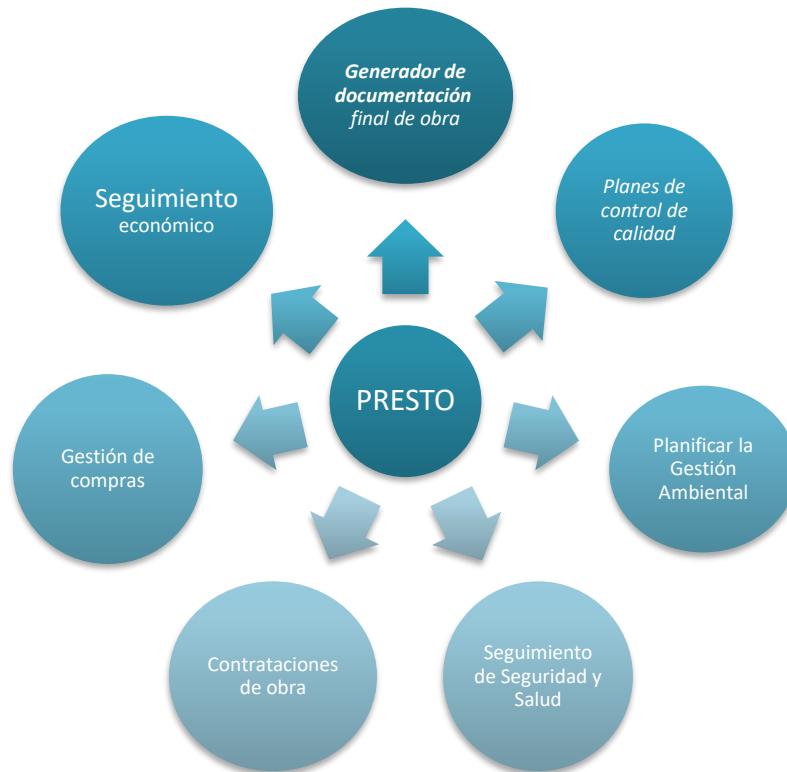 Generador de
documentación
final de obra
Planes de
control de
calidad
Seguimiento
económico
PRESTO
Gestión de
compras
Planificar la
Gestión
Ambiental
Contrataciones
de obra
Seguimiento
de Seguridad y
Salud